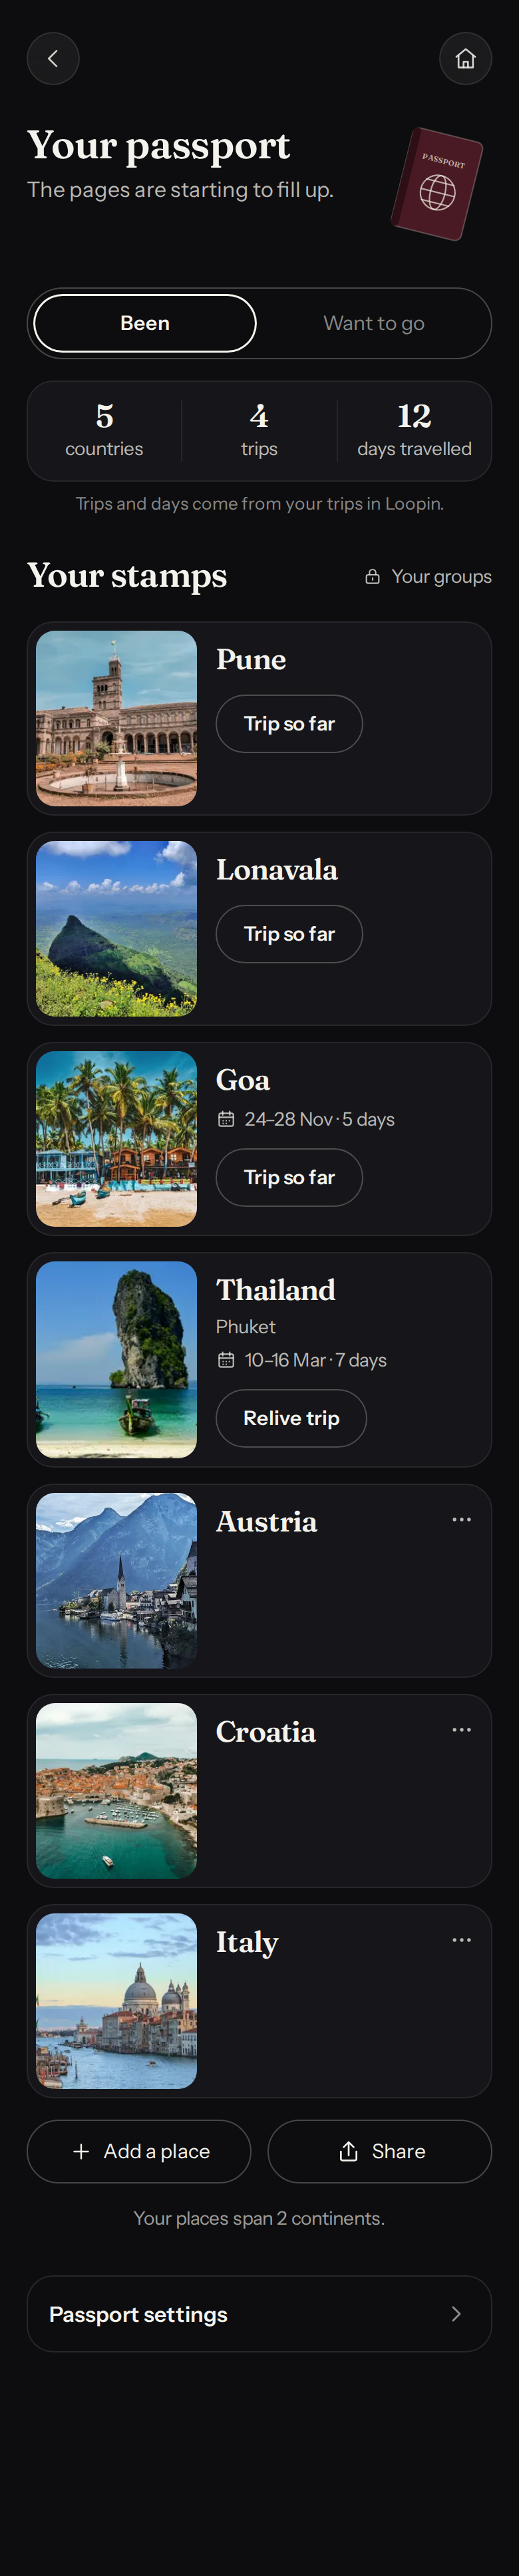 Your passport
The pages are starting to fill up.
PASSPORT
Been
Want to go
5
countries
4
trips
12
days travelled
Trips and days come from your trips in Loopin.
Your stamps
Your groups
Pune
Trip so far
Lonavala
Trip so far
Goa
24–28 Nov · 5 days
Trip so far
Thailand
Phuket
10–16 Mar · 7 days
Relive trip
Austria
Croatia
Italy
Add a place
Share
Your places span 2 continents.
Passport settings